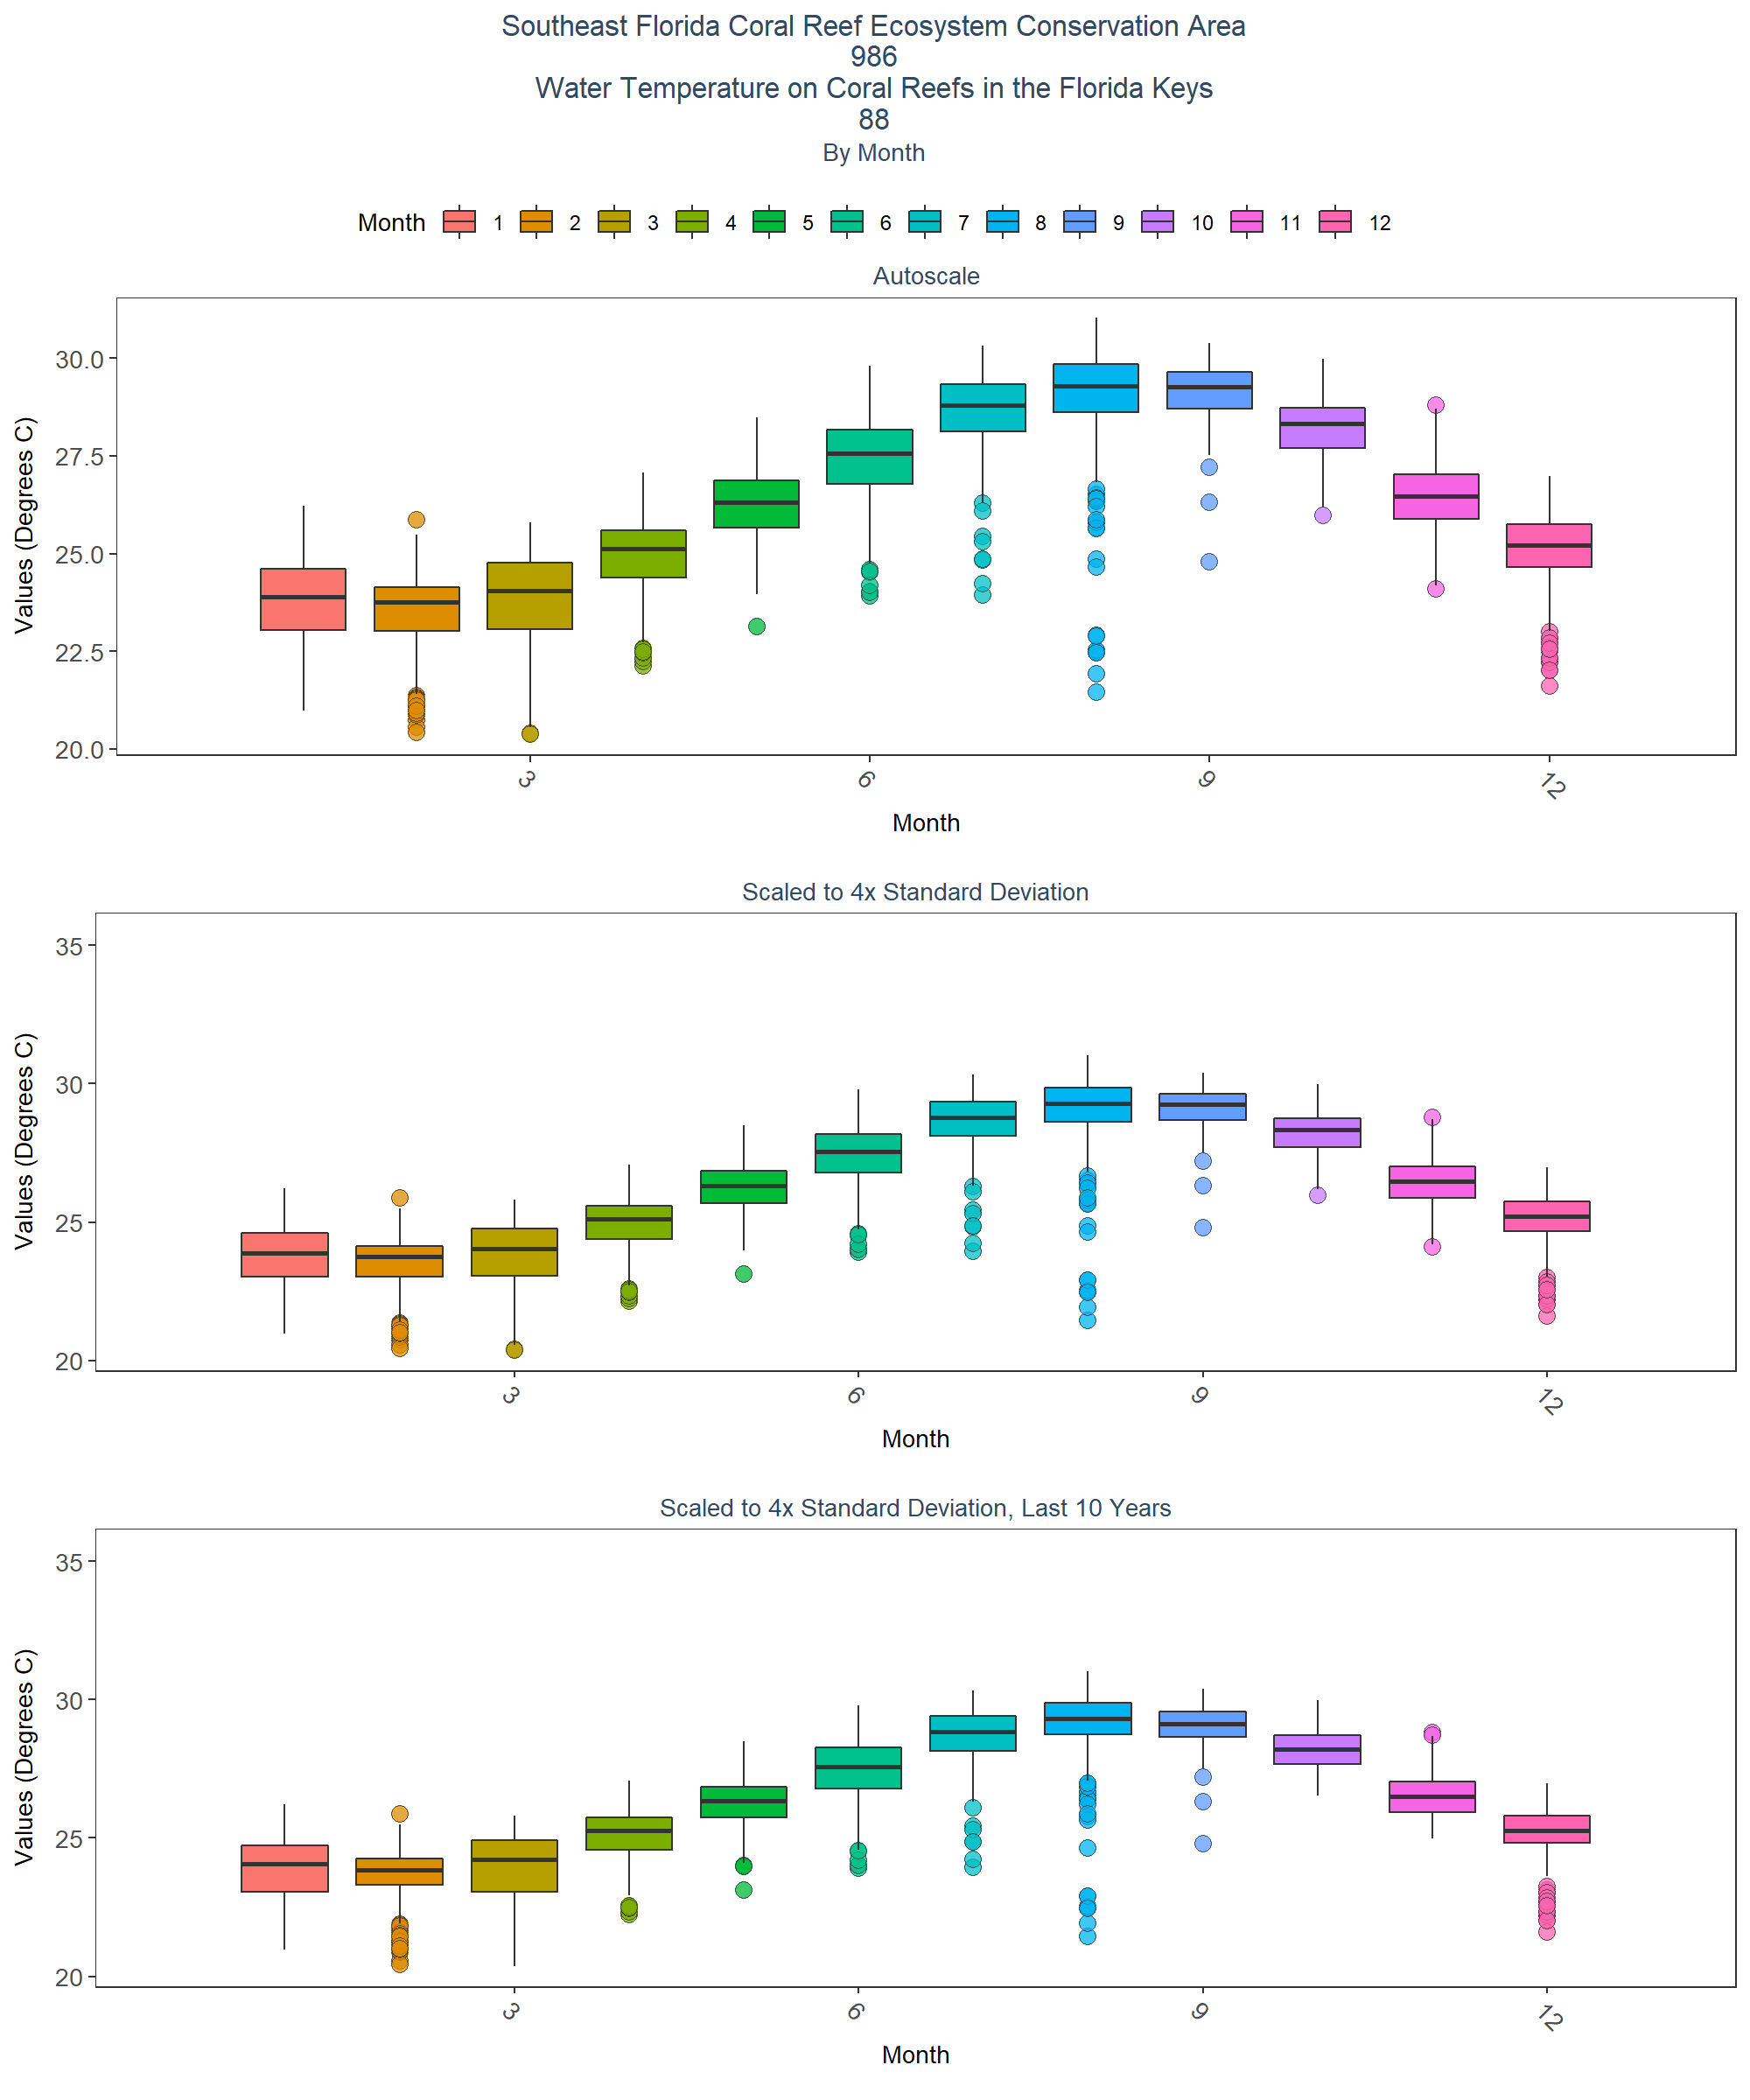 Southeast Florida Coral Reef Ecosystem Conservation Area
986
Water Temperature on Coral Reefs in the Florida Keys
88
By Month
Month 1 2 3 4 5 6 7 8 9 10 11 12
Autoscale
Values (Degrees C)
30.0
27.5
25.0
22.5
20.0
3 6 9 12
Month
Scaled to 4x Standard Deviation
Values (Degrees C)
35
30
25
20
3 6 9 12
Month
Scaled to 4x Standard Deviation, Last 10 Years
Values (Degrees C)
35
30
25
20
3 6 9 12
Month